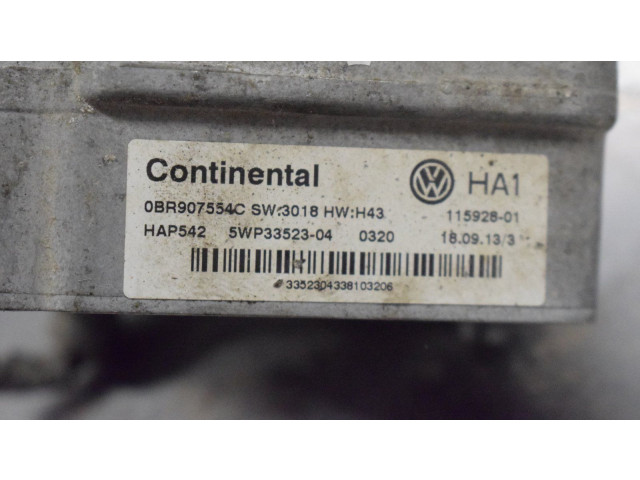 Continental HA1
0BR907554C SW:3018 HW:H43 115928-01
HAP542 5WP33523-04 0320 18.09.13/3
3352304338103206